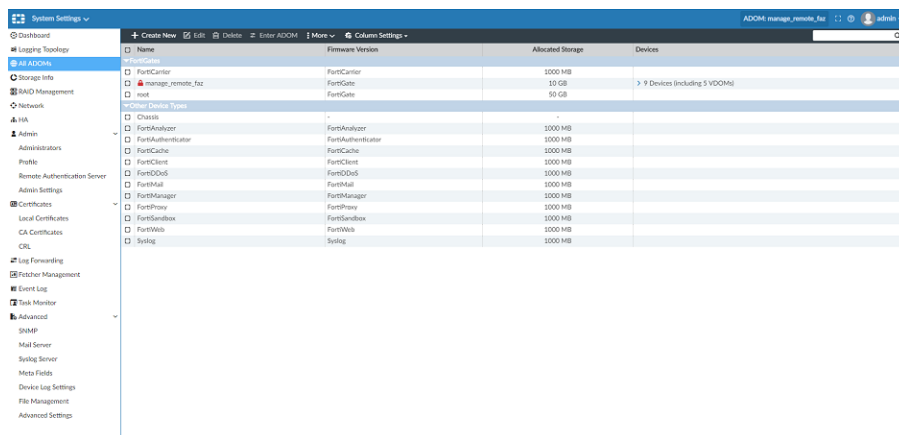 System Settings
ADOM: manage_remote_faz
admin
Dashboard
Logging Topology
All ADOMs
Storage Info
RAID Management
Network
HA
Admin
Administrators
Profile
Remote Authentication Server
Admin Settings
Certificates
Local Certificates
CA Certificates
CRL
Log Forwarding
Fetcher Management
Event Log
Task Monitor
Advanced
SNMP
Mail Server
Syslog Server
Meta Fields
Device Log Settings
File Management
Advanced Settings
+ Create New Edit Delete Enter ADOM More Column Settings
Name Firmware Version Allocated Storage Devices
FortiGates
FortiCarrier FortiCarrier 1000 MB
manage_remote_faz FortiGate 10 GB > 9 Devices (including 5 VDOMs)
root FortiGate 50 GB
Other Device Types
Chassis - -
FortiAnalyzer FortiAnalyzer 1000 MB
FortiAuthenticator FortiAuthenticator 1000 MB
FortiCache FortiCache 1000 MB
FortiClient FortiClient 1000 MB
FortiDDoS FortiDDoS 1000 MB
FortiMail FortiMail 1000 MB
FortiManager FortiManager 1000 MB
FortiProxy FortiProxy 1000 MB
FortiSandbox FortiSandbox 1000 MB
FortiWeb FortiWeb 1000 MB
Syslog Syslog 1000 MB